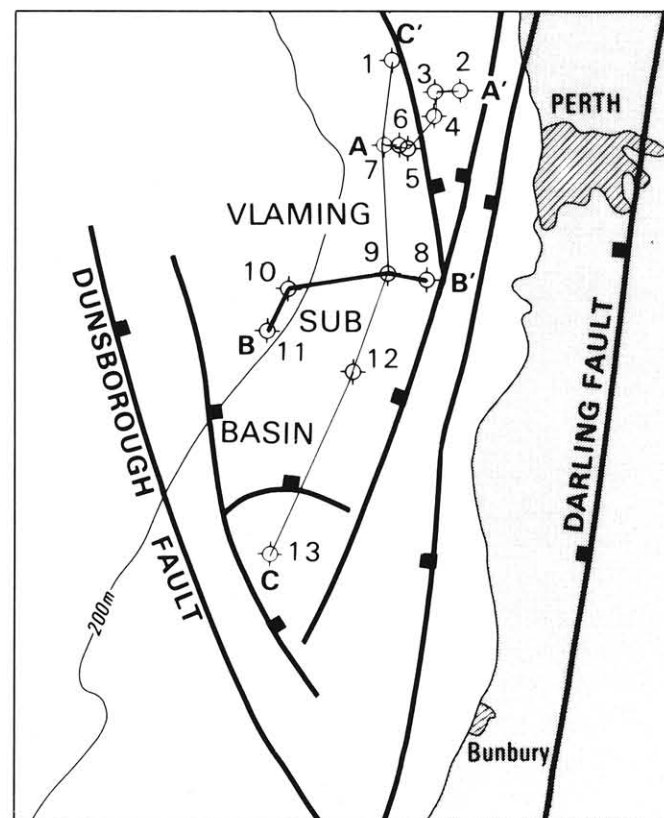 C′
1
3
2
A′
PERTH
4
A
6
7
5
VLAMING
9
8
10
B′
SUB
B
11
12
DUNSBOROUGH FAULT
BASIN
DARLING FAULT
13
C
200m
Bunbury